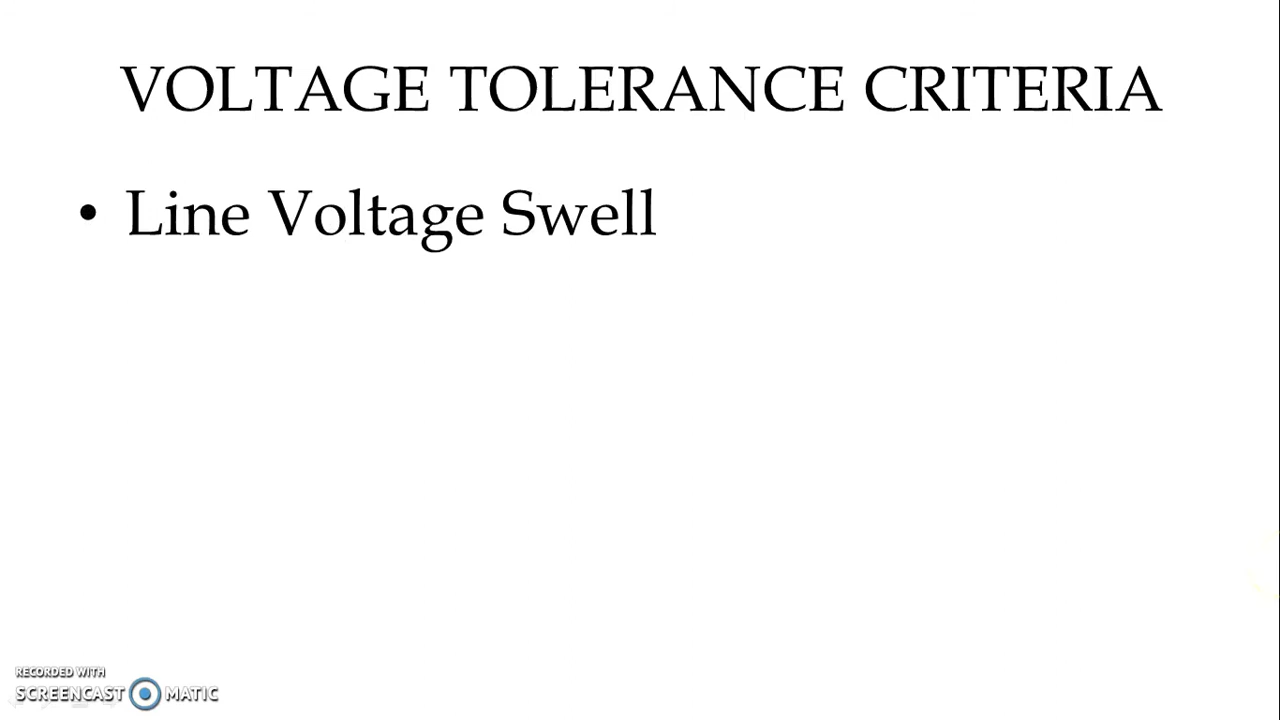 VOLTAGE TOLERANCE CRITERIA
• Line Voltage Swell
RECORDED WITH
SCREENCAST MATIC